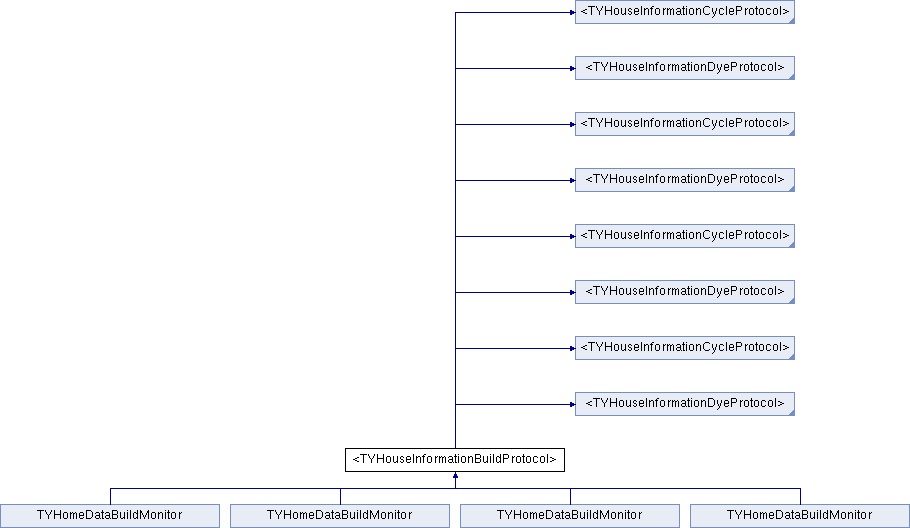 <TYHouseInformationCycleProtocol>
<TYHouseInformationDyeProtocol>
<TYHouseInformationCycleProtocol>
<TYHouseInformationDyeProtocol>
<TYHouseInformationCycleProtocol>
<TYHouseInformationDyeProtocol>
<TYHouseInformationCycleProtocol>
<TYHouseInformationDyeProtocol>
<TYHouseInformationBuildProtocol>
TYHomeDataBuildMonitor TYHomeDataBuildMonitor TYHomeDataBuildMonitor TYHomeDataBuildMonitor